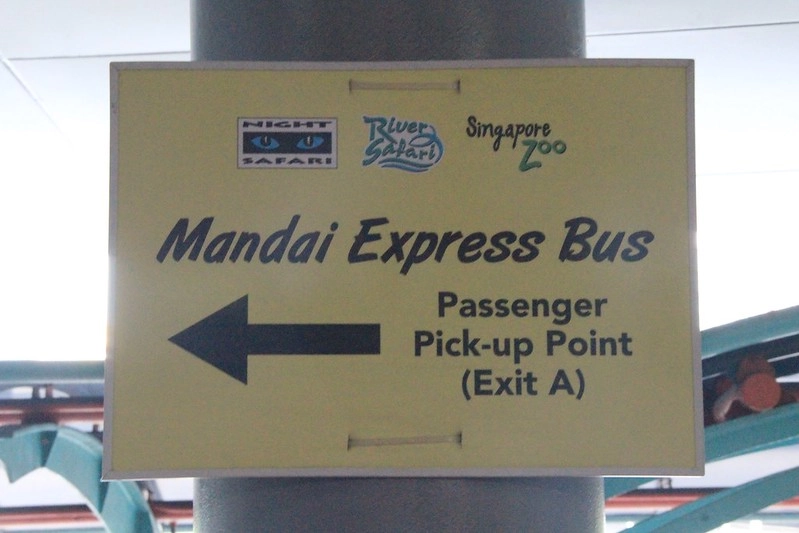 NIGHT
SAFARI
River
Safari
Singapore
Zoo
Mandai Express Bus
Passenger
Pick-up Point
(Exit A)